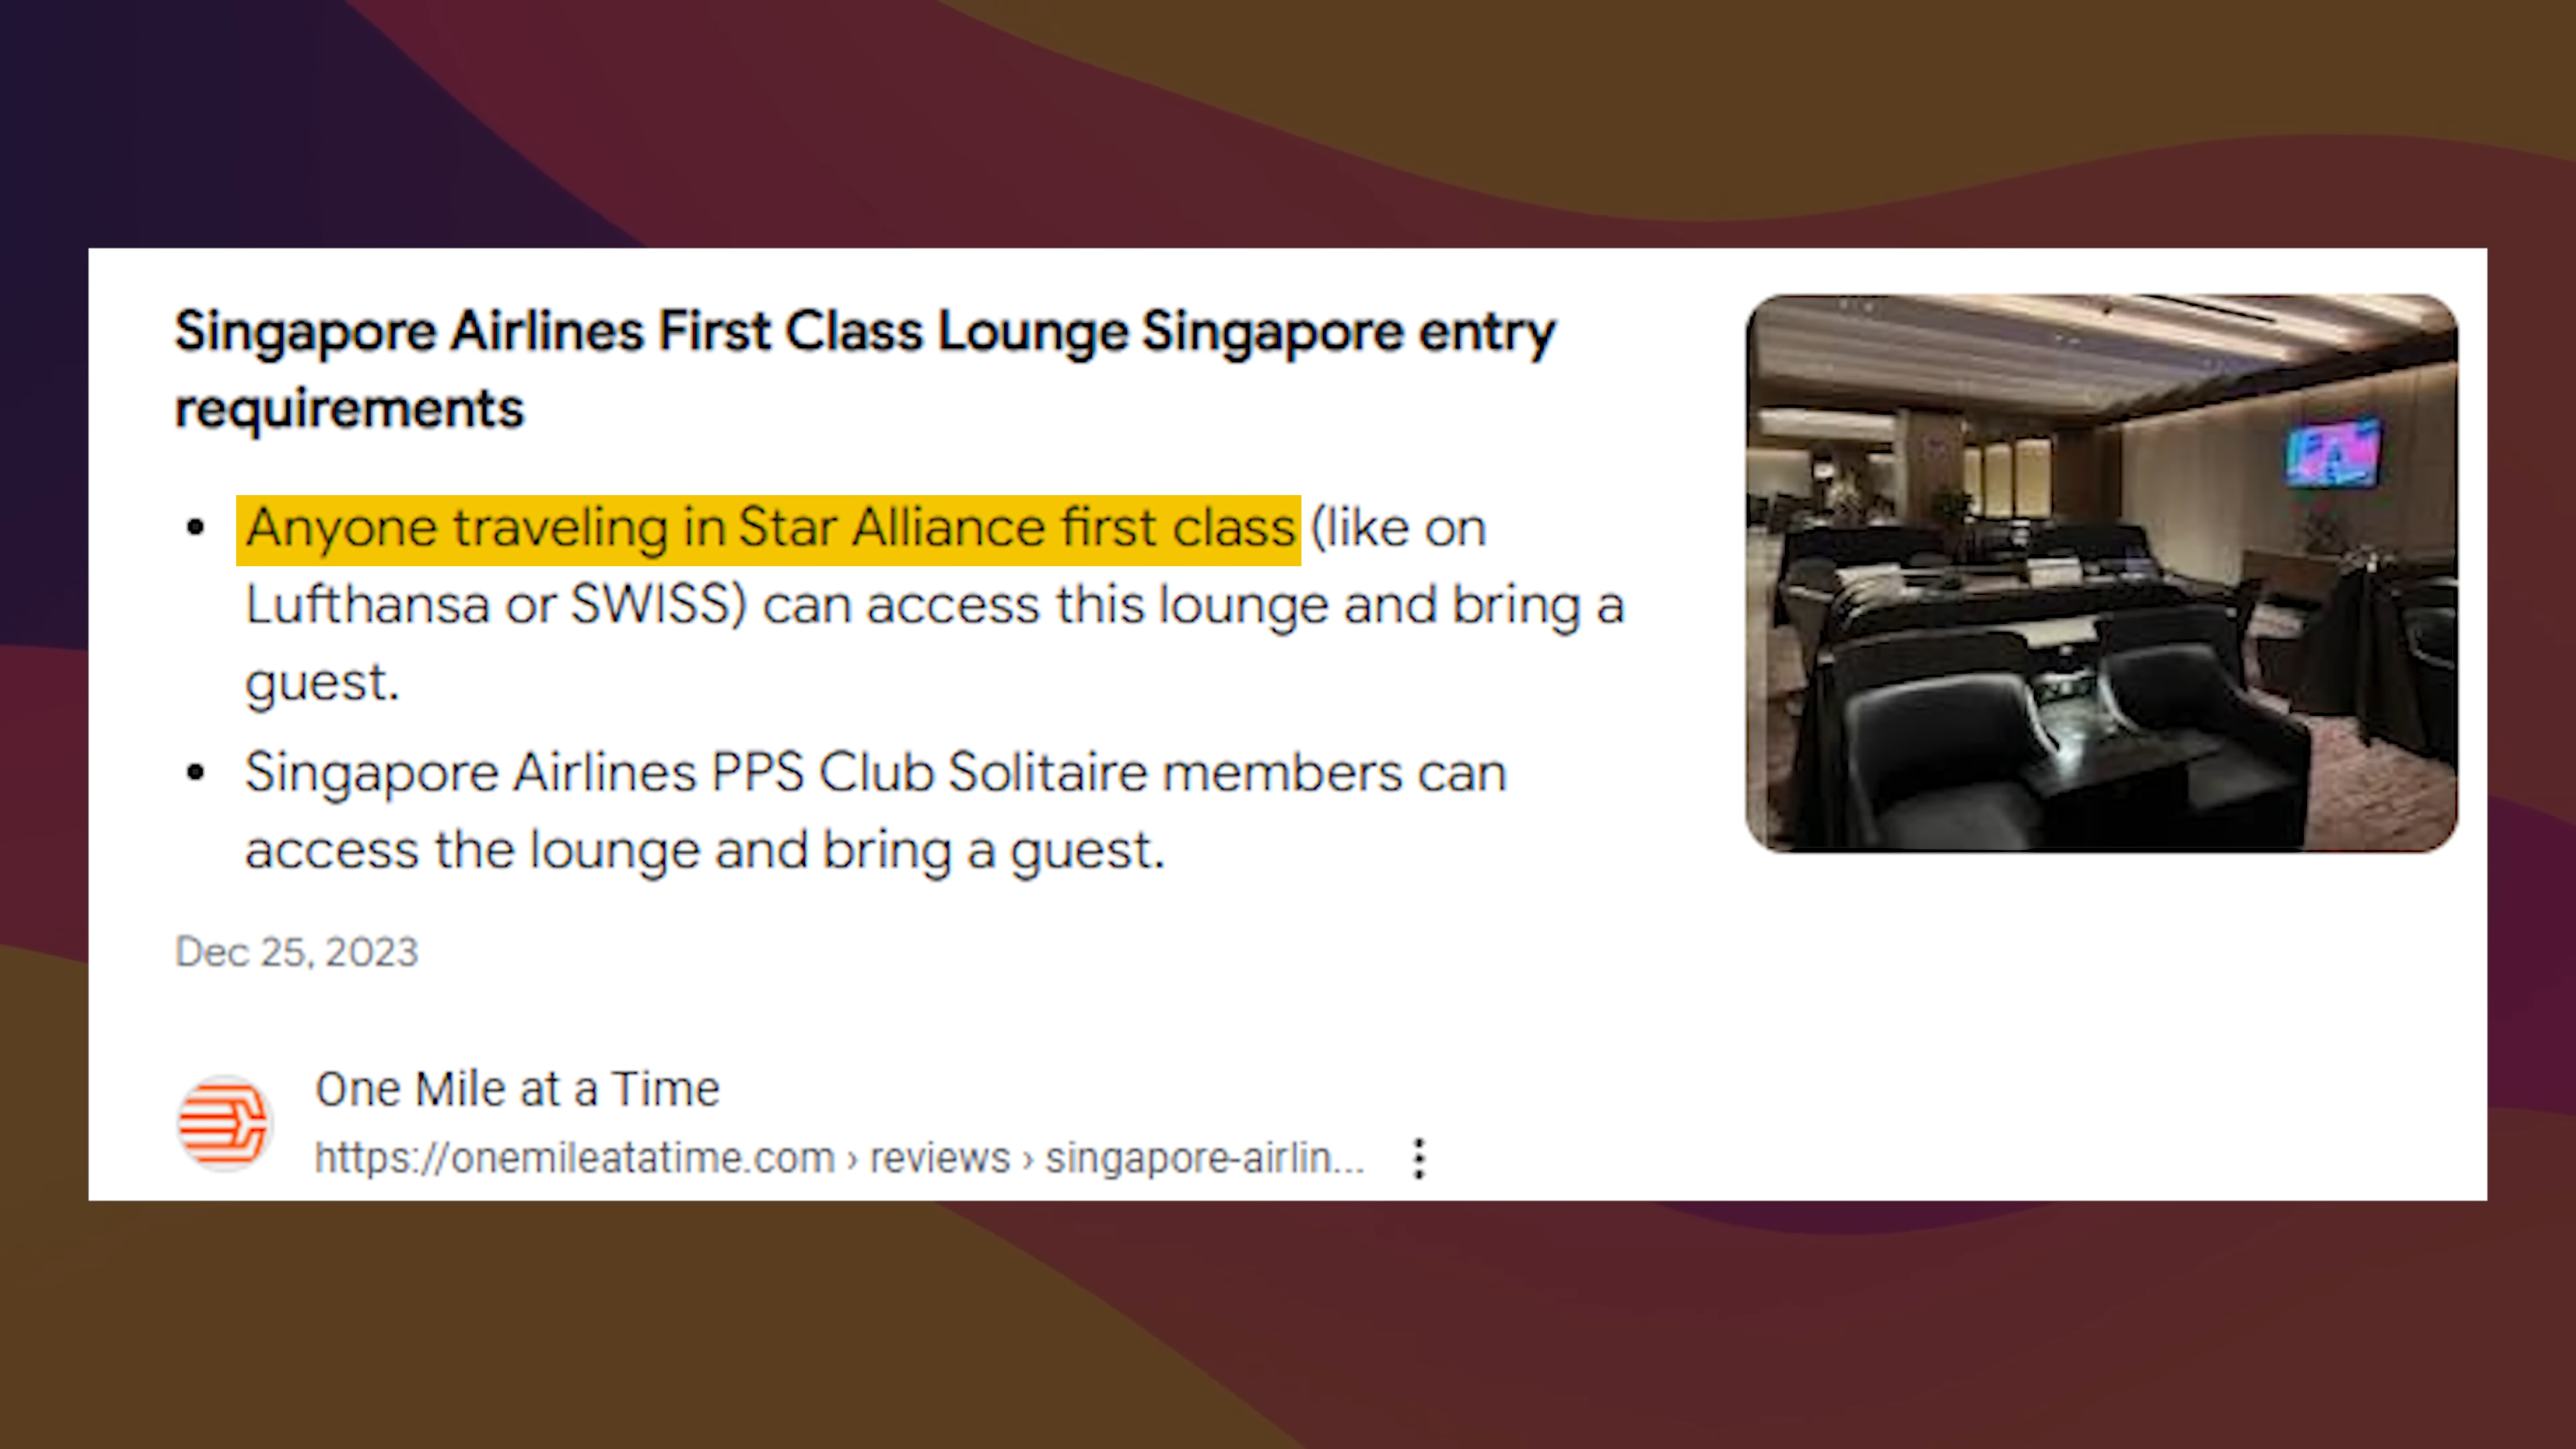 Singapore Airlines First Class Lounge Singapore entry
requirements
• Anyone traveling in Star Alliance first class (like on
Lufthansa or SWISS) can access this lounge and bring a
guest.
• Singapore Airlines PPS Club Solitaire members can
access the lounge and bring a guest.
Dec 25, 2023
One Mile at a Time
https://onemileatatime.com › reviews › singapore-airlin...